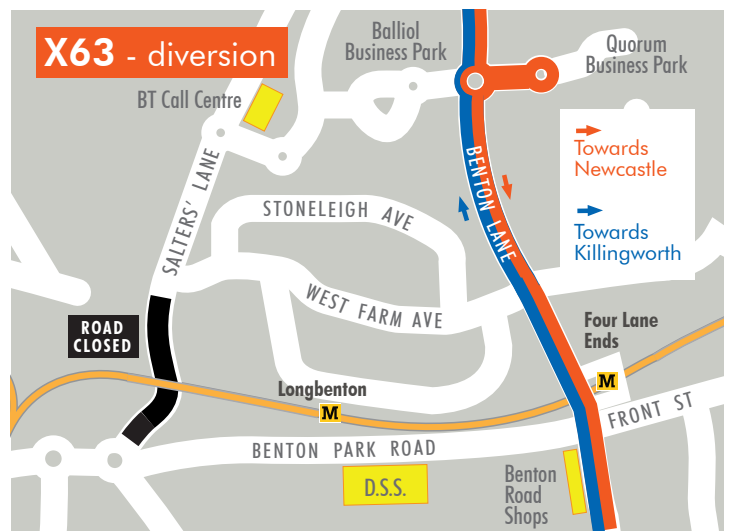 X63 - diversion
Balliol
Business Park
Quorum
Business Park
BT Call Centre
Towards
Newcastle
Towards
Killingworth
BENTON LANE
SALTERS' LANE
STONELEIGH AVE
WEST FARM AVE
ROAD
CLOSED
Four Lane
Ends
Longbenton
M
M
FRONT ST
BENTON PARK ROAD
D.S.S.
Benton
Road
Shops